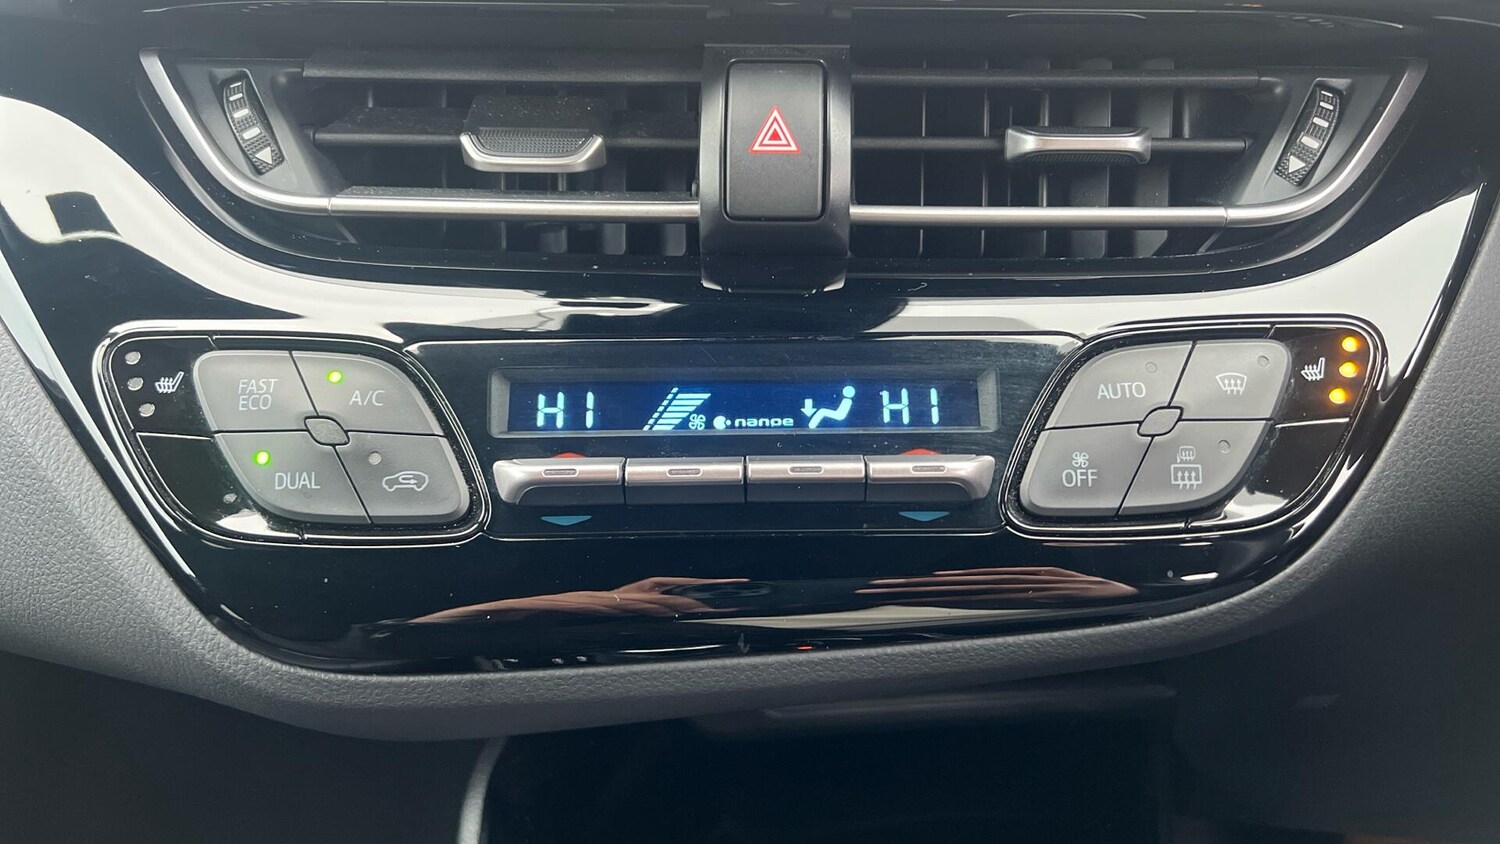 FAST
ECO
A/C
DUAL
HI
nanoe
HI
AUTO
OFF